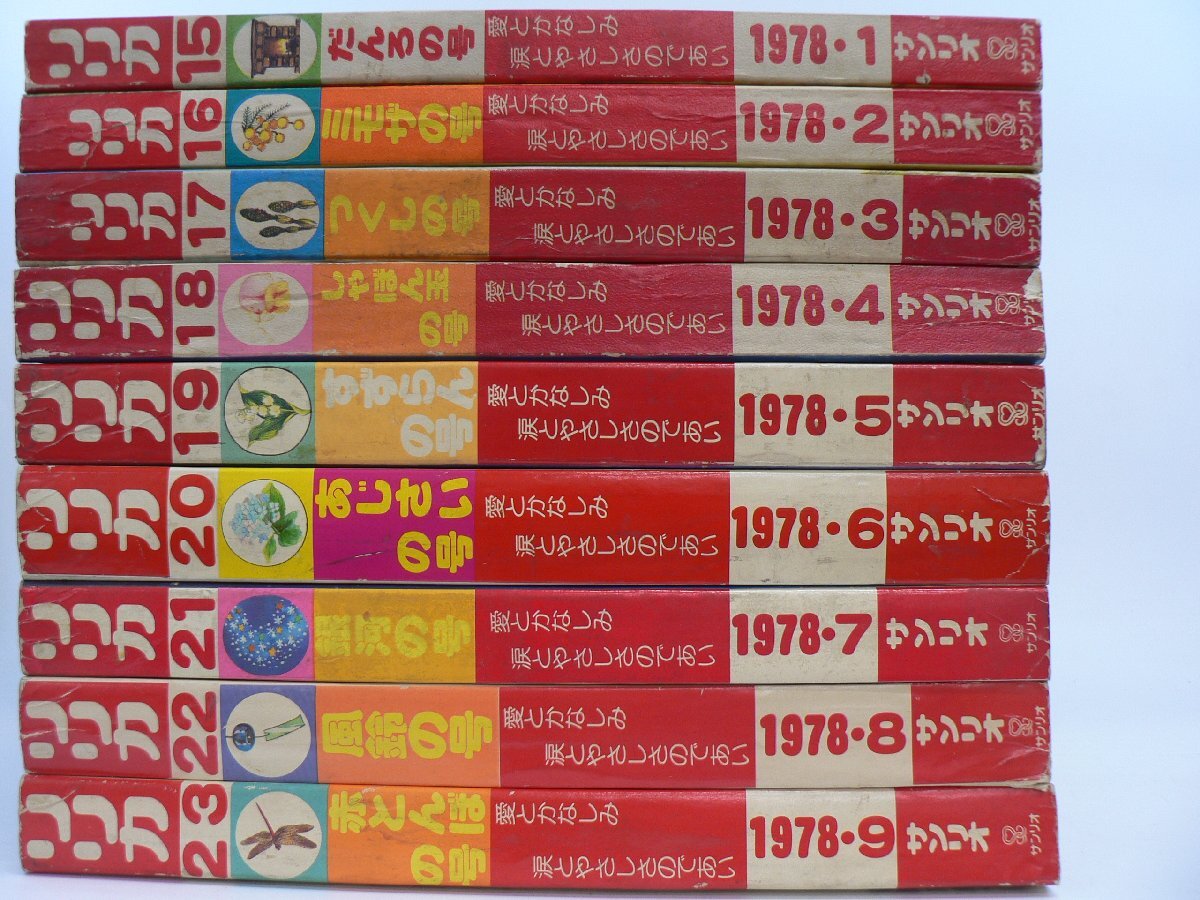 リリカ 15 だんろの号 愛とかなしみ 涙とやさしさのであい 1978・1 サンリオ サンリオ
リリカ 16 ミモザの号 愛とかなしみ 涙とやさしさのであい 1978・2 サンリオ サンリオ
リリカ 17 つくしの号 愛とかなしみ 涙とやさしさのであい 1978・3 サンリオ サンリオ
リリカ 18 しゃぼん玉の号 愛とかなしみ 涙とやさしさのであい 1978・4 サンリオ サンリオ
リリカ 19 すずらんの号 愛とかなしみ 涙とやさしさのであい 1978・5 サンリオ サンリオ
リリカ 20 あじさいの号 愛とかなしみ 涙とやさしさのであい 1978・6 サンリオ サンリオ
リリカ 21 銀河の号 愛とかなしみ 涙とやさしさのであい 1978・7 サンリオ サンリオ
リリカ 22 風鈴の号 愛とかなしみ 涙とやさしさのであい 1978・8 サンリオ サンリオ
リリカ 23 赤とんぼの号 愛とかなしみ 涙とやさしさのであい 1978・9 サンリオ サンリオ